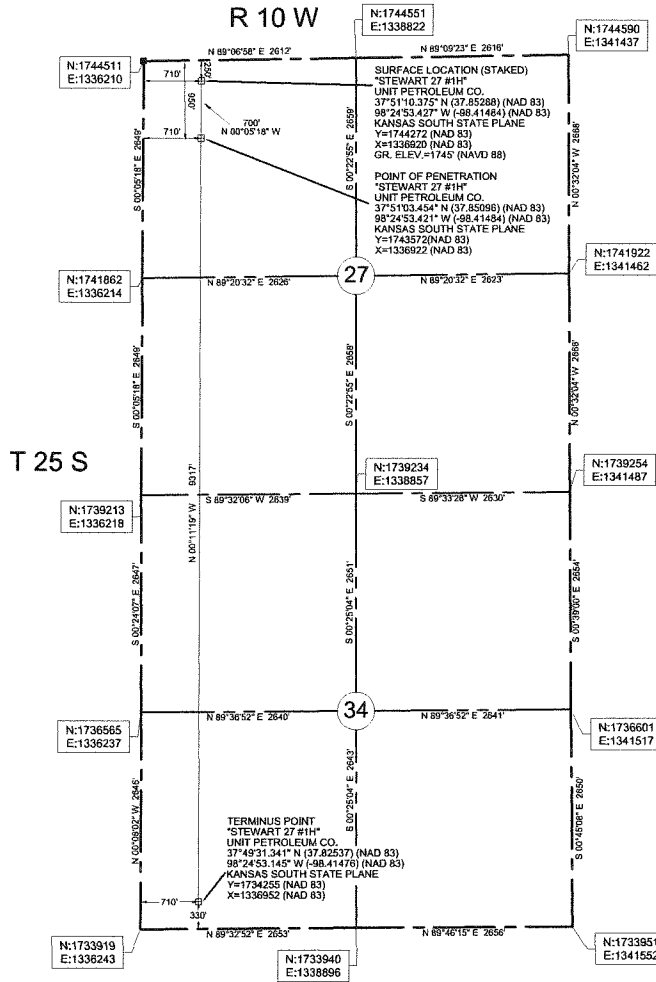 R 10 W
N:1744551
E:1338822
N:1744590
E:1341437
N:1744511
E:1336210
N 89°06'58" E 2612'
N 89°09'23" E 2616'
710'
250'
950'
700'
N 00°05'18" W
710'
SURFACE LOCATION (STAKED)
"STEWART 27 #1H"
UNIT PETROLEUM CO.
37°51'10.375" N (37.85288) (NAD 83)
98°24'53.427" W (-98.41484) (NAD 83)
KANSAS SOUTH STATE PLANE
Y=1744272 (NAD 83)
X=1336920 (NAD 83)
GR. ELEV.=1745' (NAVD 88)
POINT OF PENETRATION
"STEWART 27 #1H"
UNIT PETROLEUM CO.
37°51'03.454" N (37.85096) (NAD 83)
98°24'53.421" W (-98.41484) (NAD 83)
KANSAS SOUTH STATE PLANE
Y=1743572(NAD 83)
X=1336922 (NAD 83)
S 00°05'18" E 2649'
S 00°22'55" E 2659'
N 00°32'04" W 2668'
N:1741862
E:1336214
N 89°20'32" E 2626'
27
N 89°20'32" E 2623'
N:1741922
E:1341462
S 00°05'18" E 2649'
S 00°22'55" E 2658'
N 00°32'04" W 2668'
T 25 S
N 00°11'19" W 9317'
N:1739234
E:1338857
N:1739254
E:1341487
N:1739213
E:1336218
S 89°32'06" W 2639'
S 89°33'28" W 2630'
S 00°24'07" E 2647'
S 00°25'04" E 2651'
S 00°39'00" E 2654'
N:1736565
E:1336237
N 89°36'52" E 2640'
34
N 89°36'52" E 2641'
N:1736601
E:1341517
N 00°08'02" W 2646'
S 00°25'04" E 2643'
S 00°45'08" E 2650'
TERMINUS POINT
"STEWART 27 #1H"
UNIT PETROLEUM CO.
37°49'31.341" N (37.82537) (NAD 83)
98°24'53.145" W (-98.41476) (NAD 83)
KANSAS SOUTH STATE PLANE
Y=1734255 (NAD 83)
X=1336952 (NAD 83)
710'
330'
N:1733919
E:1336243
N 89°32'52" E 2653'
N:1733940
E:1338896
N 89°46'15" E 2656'
N:1733951
E:1341552